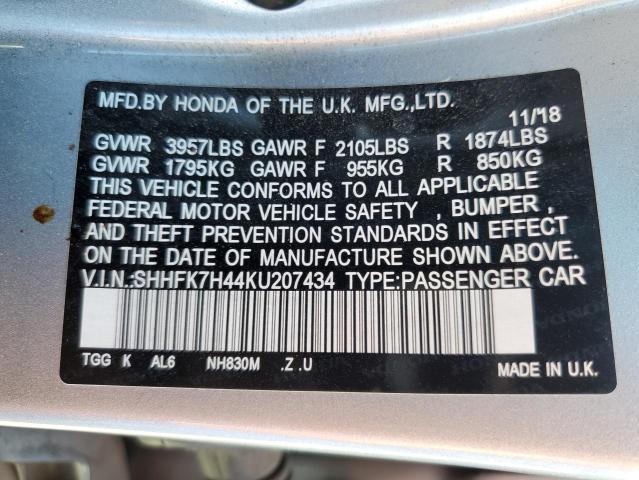 MFD.BY HONDA OF THE U.K. MFG.,LTD.
11/18
GVWR 3957LBS GAWR F 2105LBS R 1874LBS
GVWR 1795KG GAWR F 955KG R 850KG
THIS VEHICLE CONFORMS TO ALL APPLICABLE
FEDERAL MOTOR VEHICLE SAFETY , BUMPER ,
AND THEFT PREVENTION STANDARDS IN EFFECT
ON THE DATE OF MANUFACTURE SHOWN ABOVE.
V.I.N.:SHHFK7H44KU207434 TYPE:PASSENGER CAR
TGG K AL6 NH830M .Z .U
MADE IN U.K.